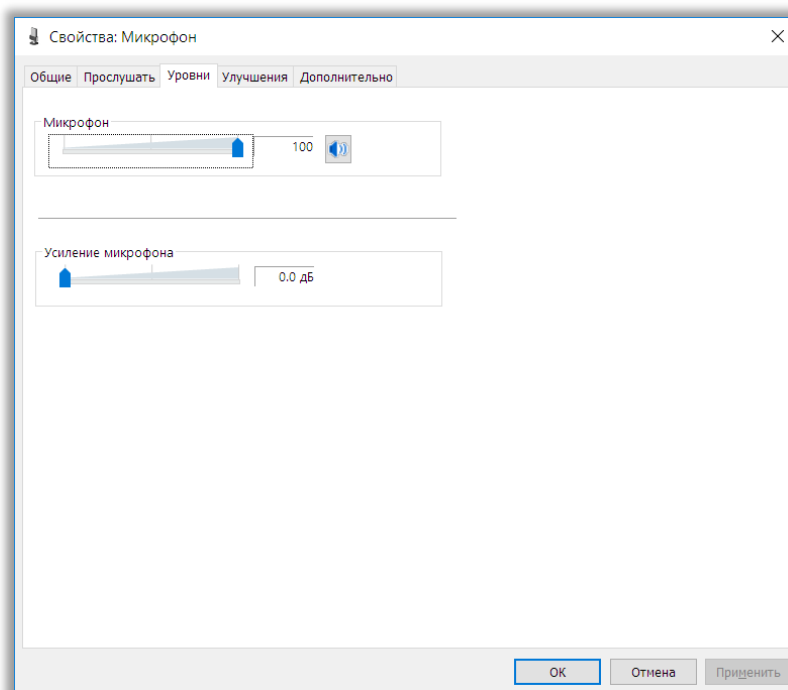 Свойства: Микрофон
Общие Прослушать Уровни Улучшения Дополнительно
Микрофон
100
Усиление микрофона
0.0 дБ
ОК Отмена Применить